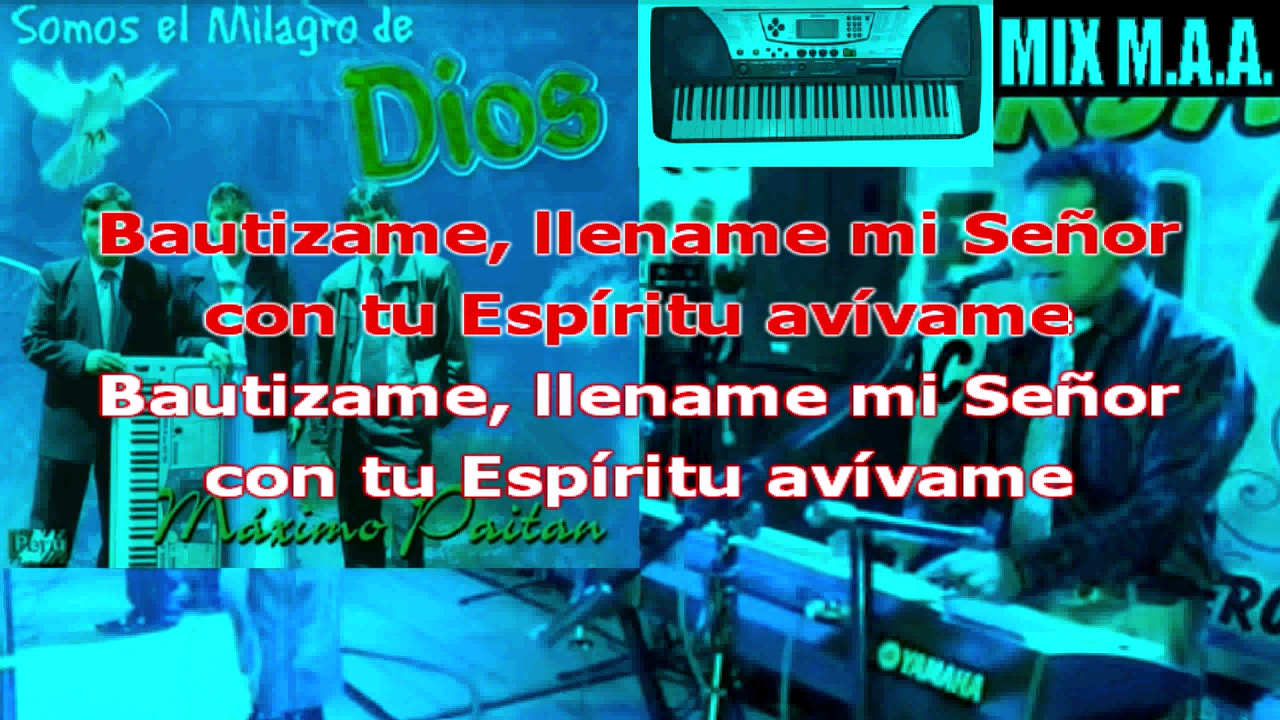 Somos el Milagro de
Dios
MIX M.A.A.
Bautizame, llename mi Señor
con tu Espíritu avívame
Bautizame, llename mi Señor
con tu Espíritu avívame
Máximo Paitan
Perú
YAMAHA